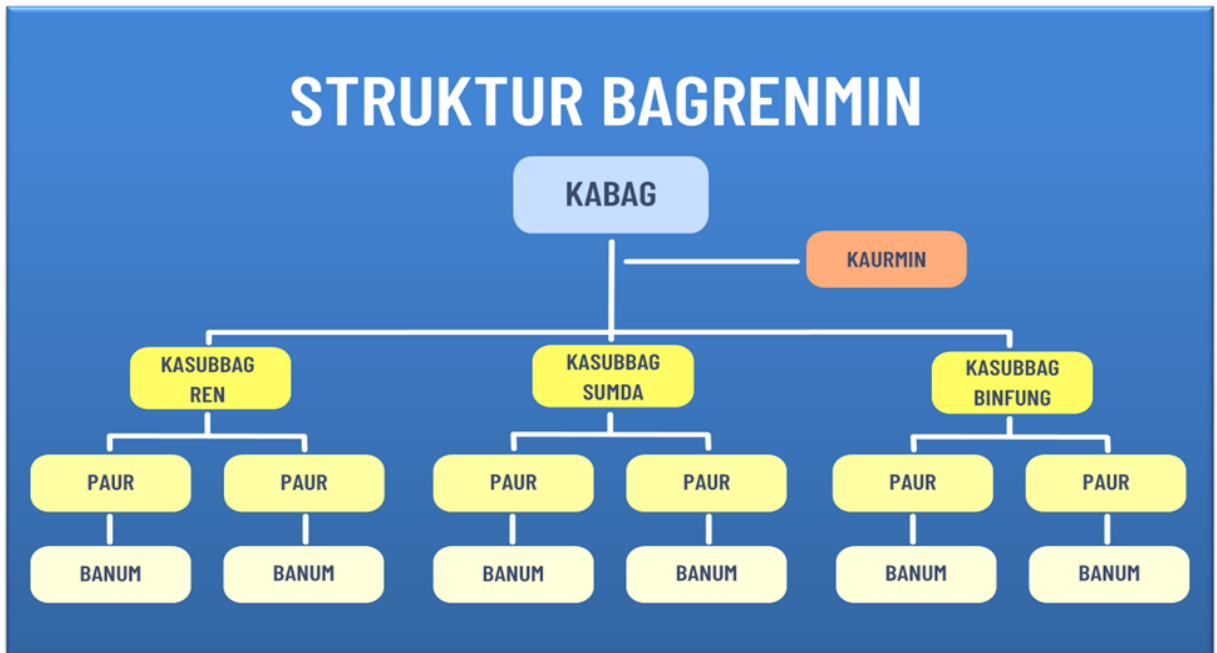 STRUKTUR BAGRENMIN
KABAG
KAURMIN
KASUBBAG
REN
KASUBBAG
SUMDA
KASUBBAG
BINFUNG
PAUR
PAUR
PAUR
PAUR
PAUR
PAUR
BANUM
BANUM
BANUM
BANUM
BANUM
BANUM